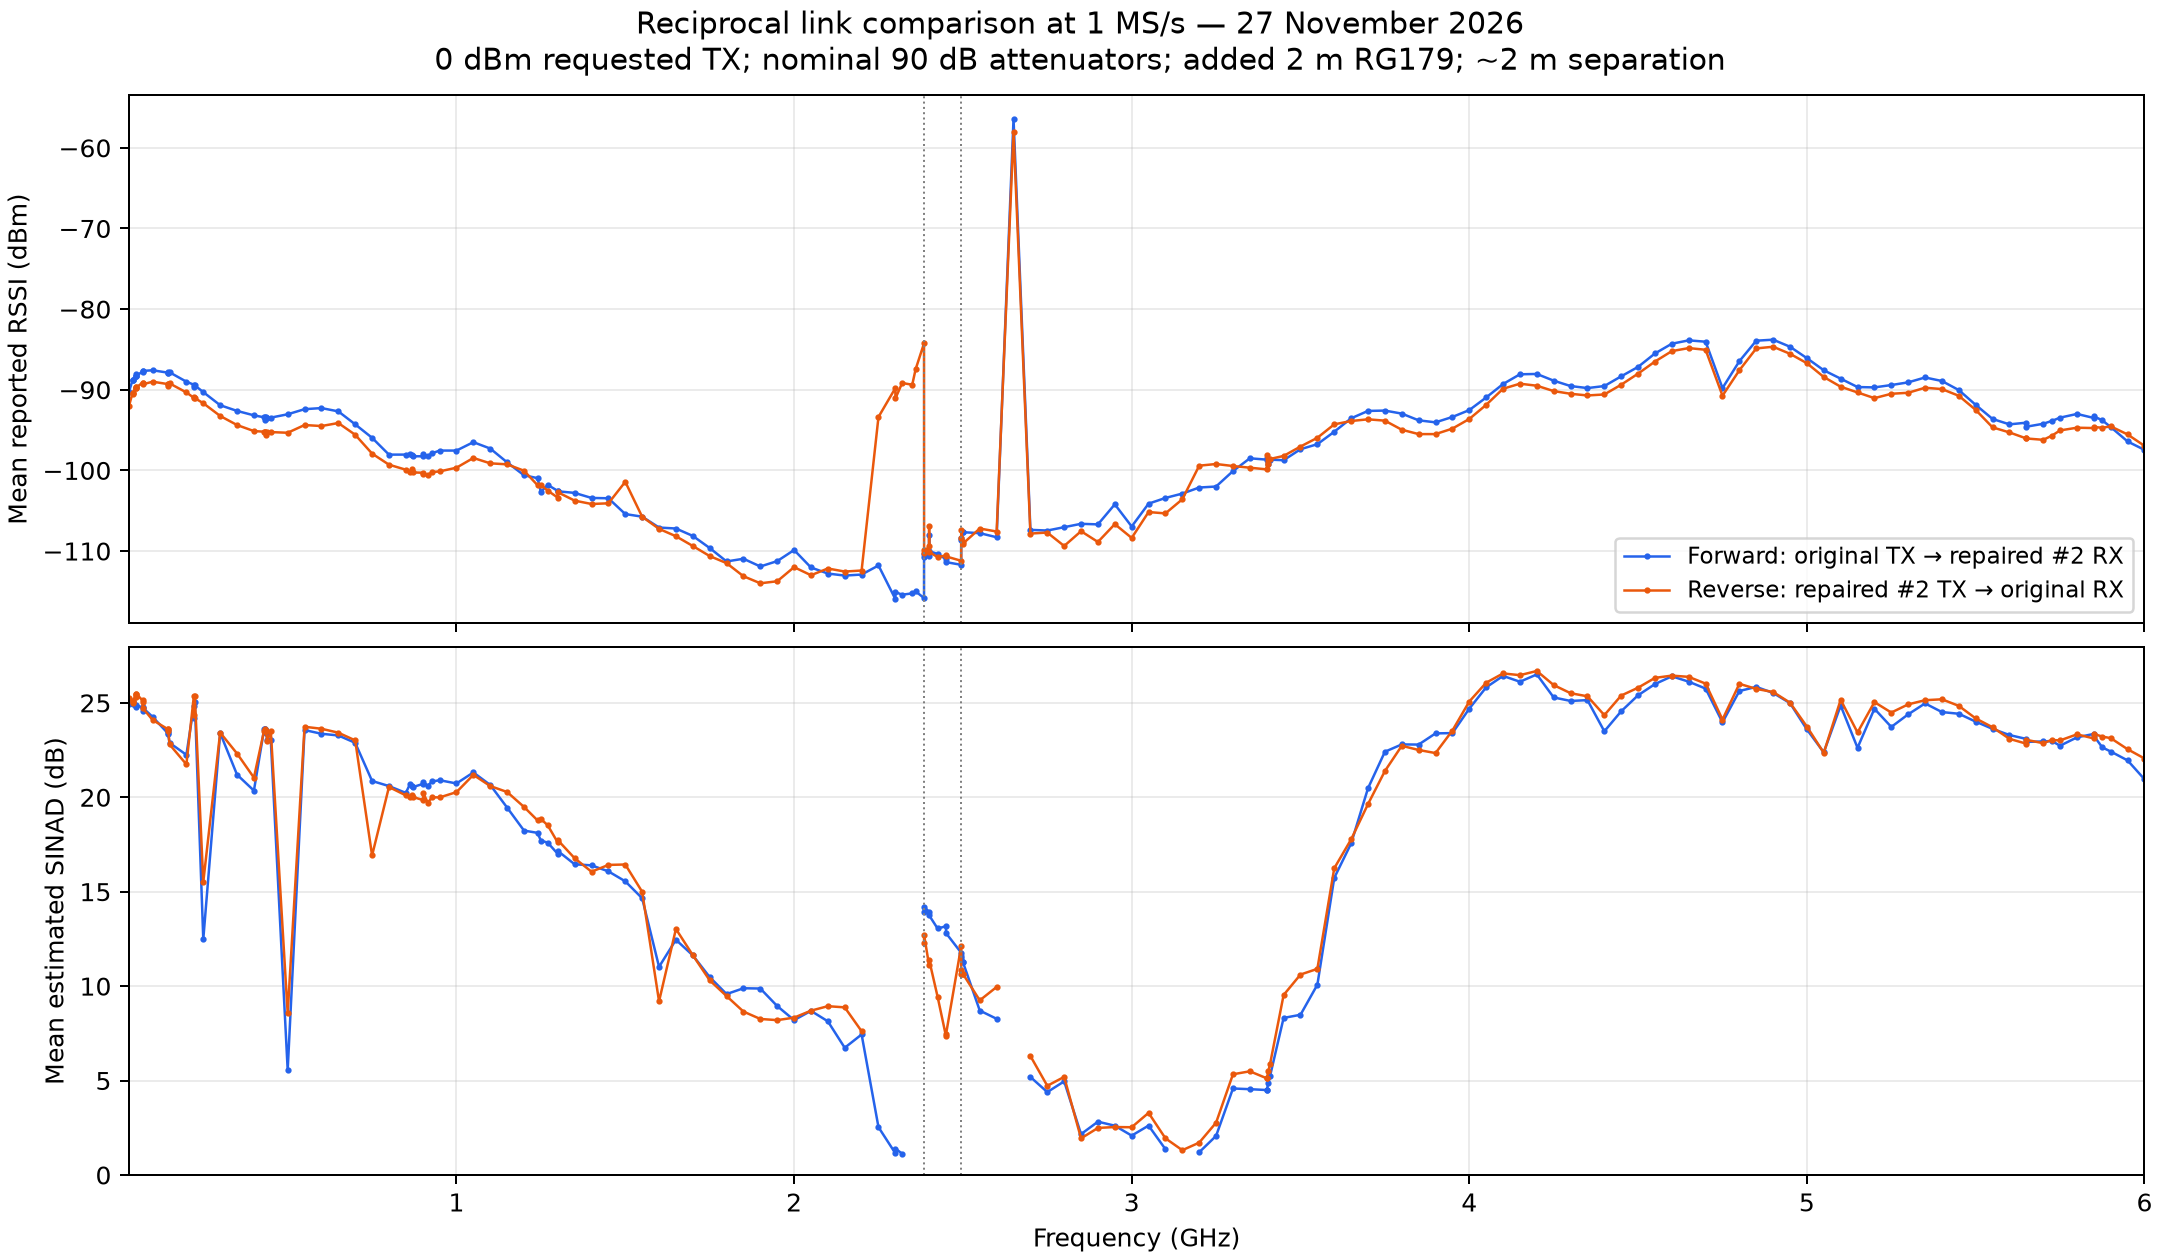 Reciprocal link comparison at 1 MS/s — 27 November 2026
0 dBm requested TX; nominal 90 dB attenuators; added 2 m RG179; ~2 m separation
Mean reported RSSI (dBm)
−60
−70
−80
−90
−100
−110
Forward: original TX → repaired #2 RX
Reverse: repaired #2 TX → original RX
Mean estimated SINAD (dB)
25
20
15
10
5
0
1
2
3
4
5
6
Frequency (GHz)